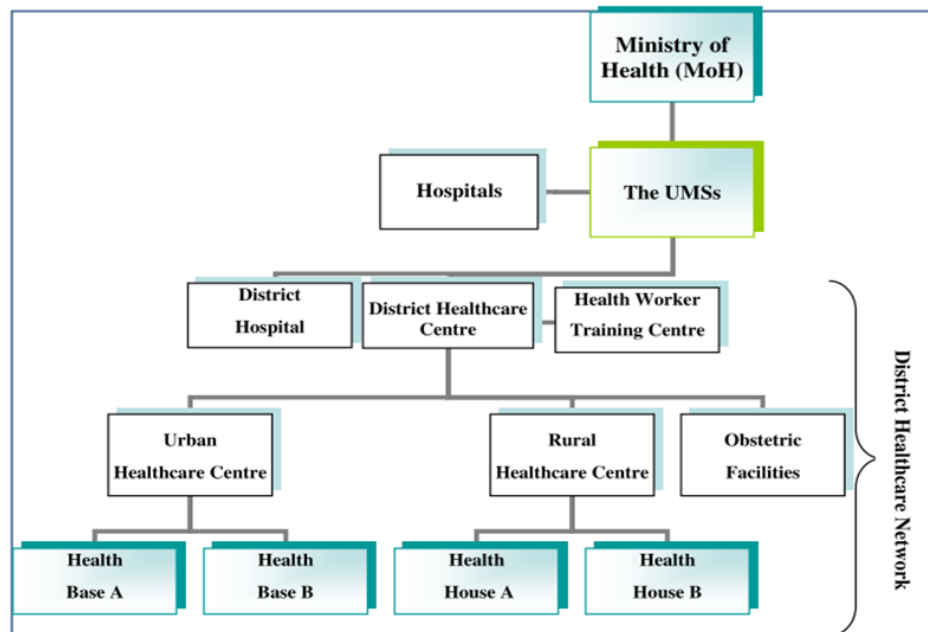 Ministry of
Health (MoH)
Hospitals
The UMSs
District
Hospital
District Healthcare
Centre
Health Worker
Training Centre
Urban
Healthcare Centre
Rural
Healthcare Centre
Obstetric
Facilities
Health
Base A
Health
Base B
Health
House A
Health
House B
District Healthcare Network